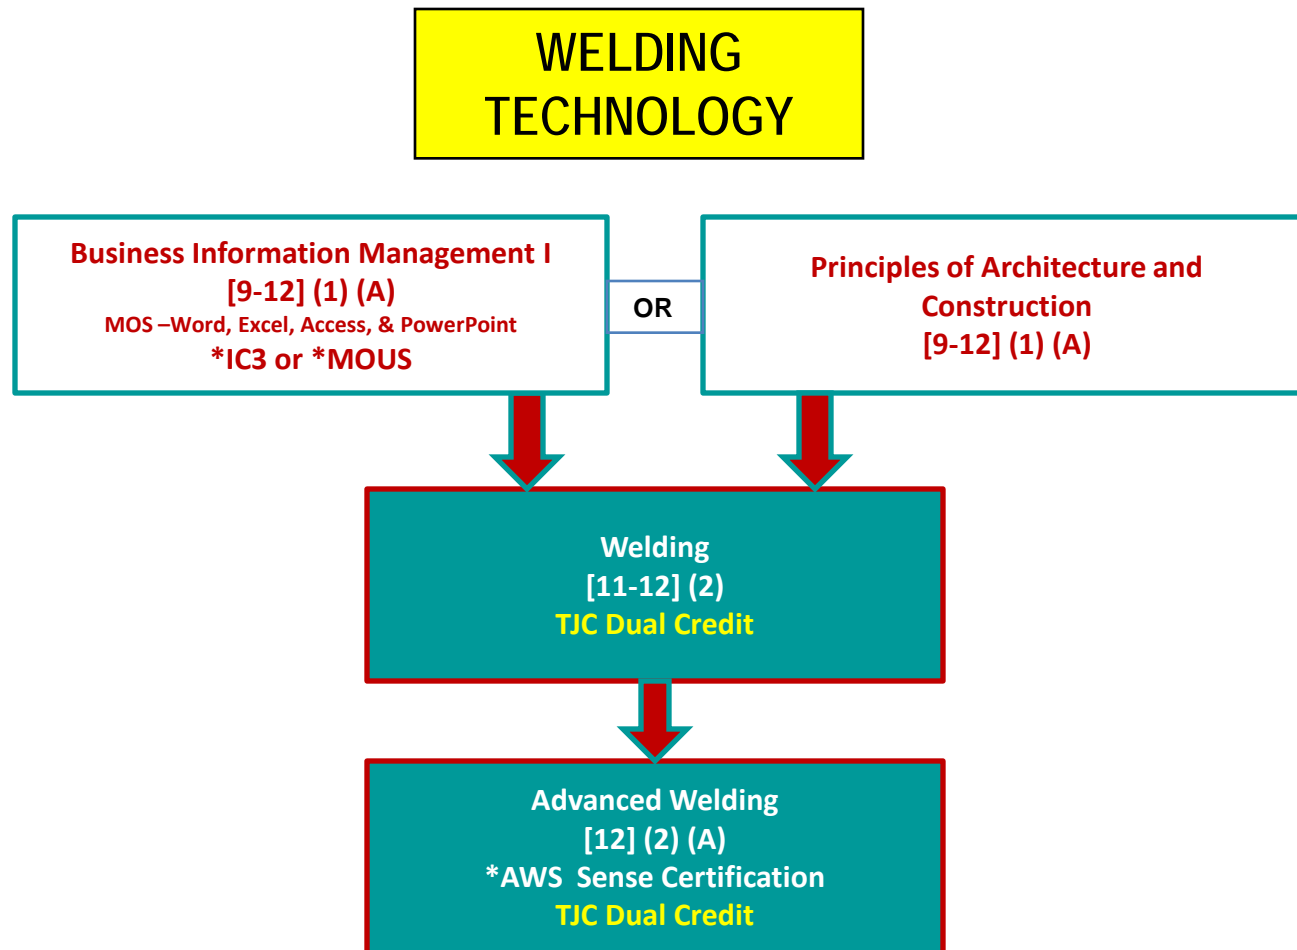 WELDING
TECHNOLOGY
Business Information Management I
[9-12] (1) (A)
MOS –Word, Excel, Access, & PowerPoint
*IC3 or *MOUS
OR
Principles of Architecture and
Construction
[9-12] (1) (A)
Welding
[11-12] (2)
TJC Dual Credit
Advanced Welding
[12] (2) (A)
*AWS  Sense Certification
TJC Dual Credit